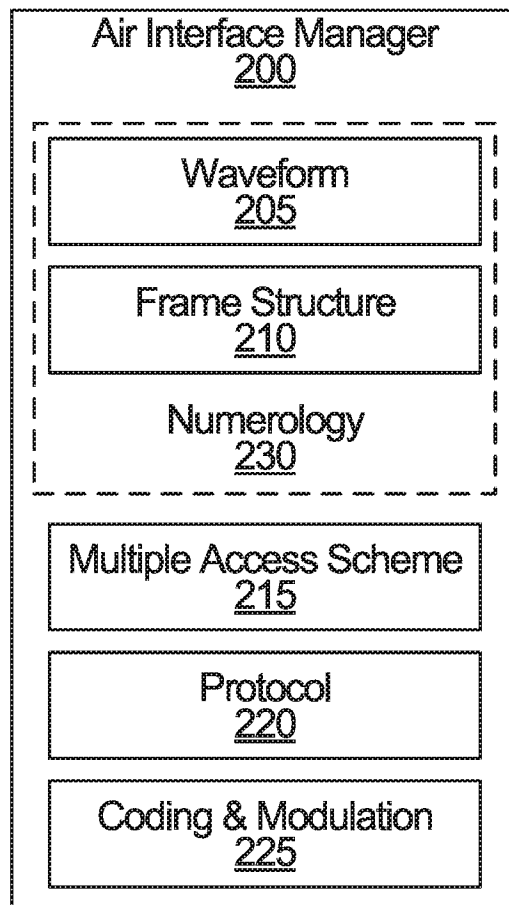 Air Interface Manager
200
Waveform
205
Frame Structure
210
Numerology
230
Multiple Access Scheme
215
Protocol
220
Coding & Modulation
225